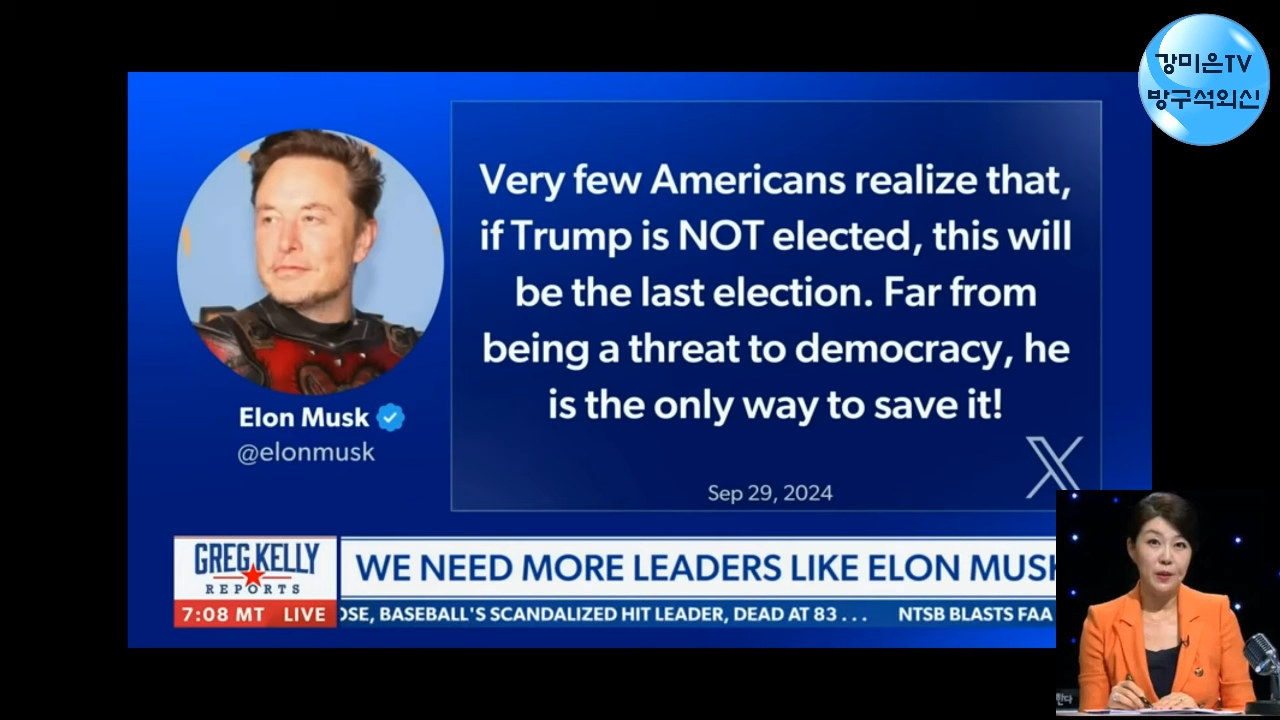 강미은TV
방구석외신
Very few Americans realize that,
if Trump is NOT elected, this will
be the last election. Far from
being a threat to democracy, he
is the only way to save it!
Sep 29, 2024
Elon Musk
@elonmusk
GREG KELLY
REPORTS
WE NEED MORE LEADERS LIKE ELON MUSK
7:08 MT LIVE
OSE, BASEBALL'S SCANDALIZED HIT LEADER, DEAD AT 83 . . . NTSB BLASTS FAA